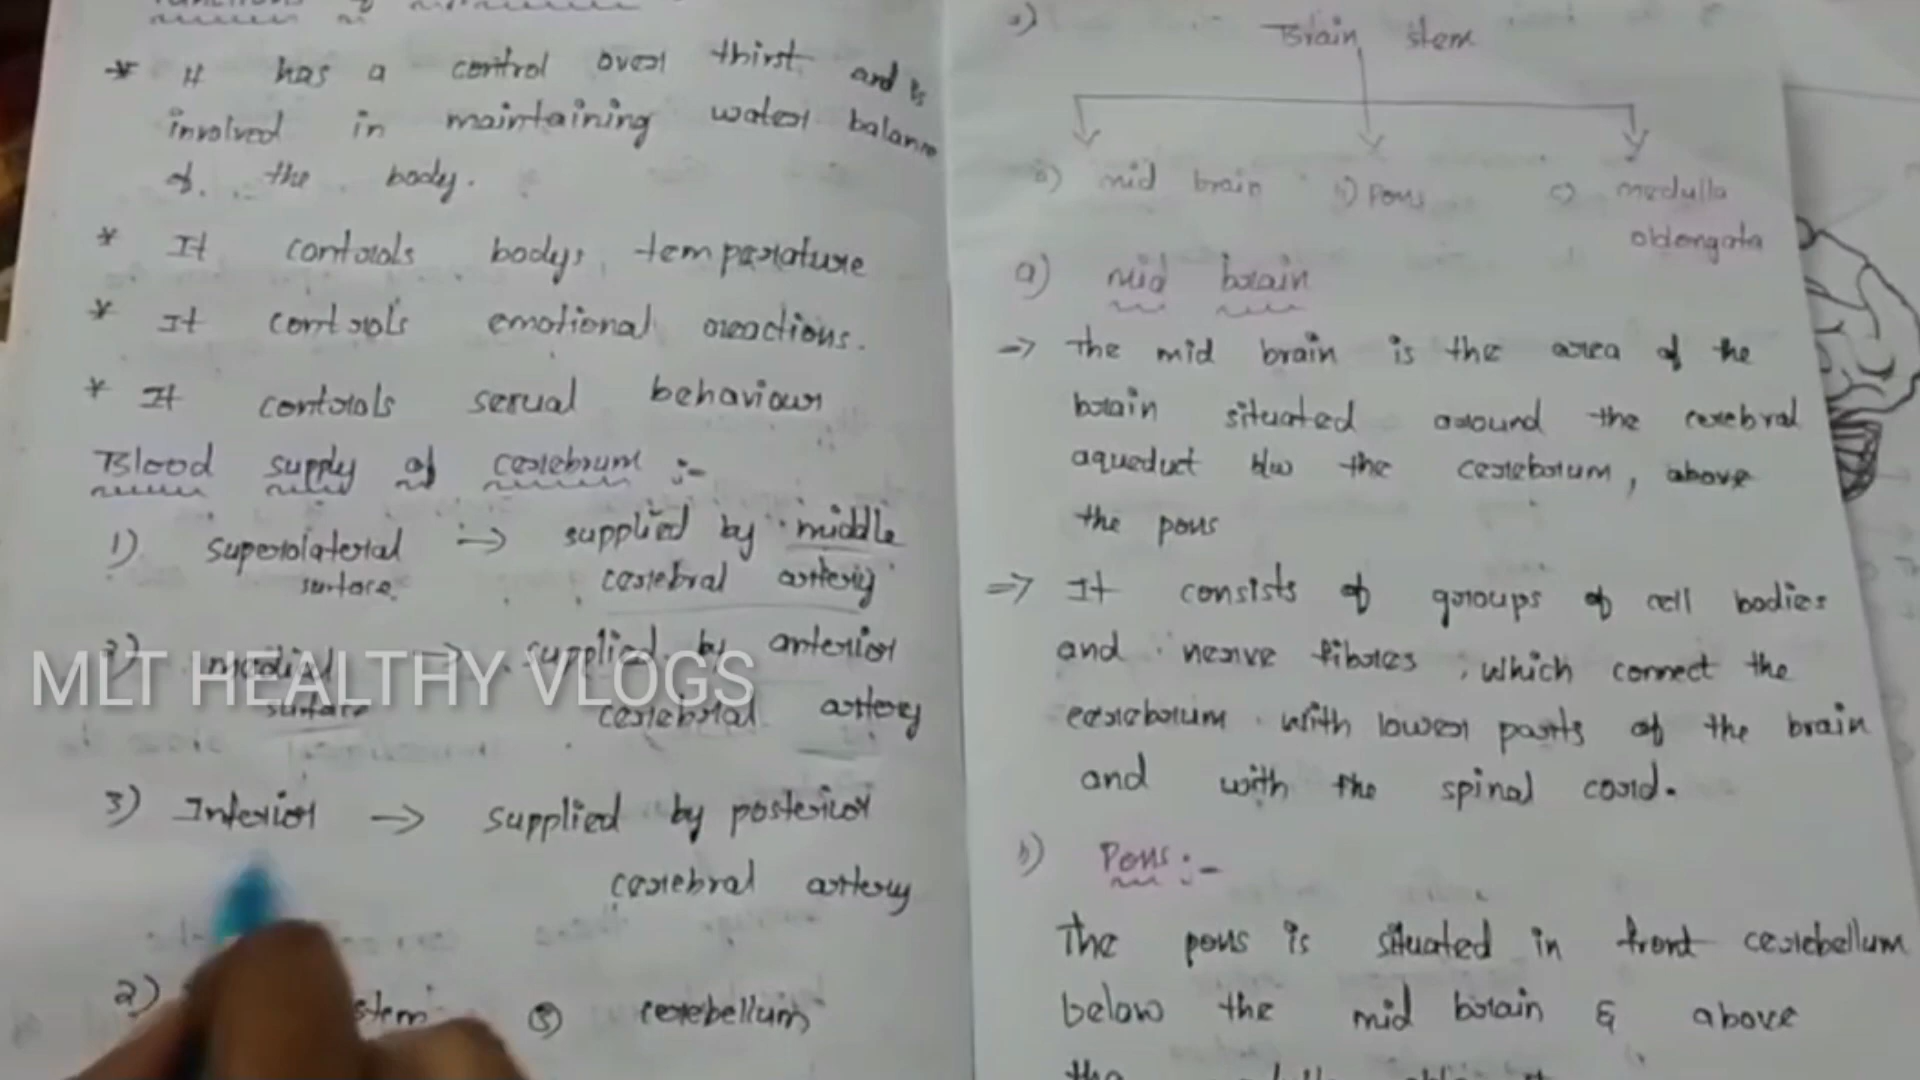 * It has a control over thirst and is
involved in maintaining water balance
of the body.
* It controls bodys temperature
* It controls emotional reactions.
* It controls sexual behaviour
Blood supply of cerebrum :-
1) superolaterial surface → supplied by middle
cerebral artery
2) medial surface → supplied by anterior
cerebral artery
3) Inferior → supplied by posterior
cerebral artery
2) stem ③ cerebellum
MLT HEALTHY VLOGS
2) Brain stem
a) mid brain b) Pons c) medulla
oblongata
a) mid brain
→ The mid brain is the area of the
brain situated around the cerebral
aqueduct b/w the cerebrum, above
the pons
⇒ It consists of groups of cell bodies
and nerve fibres, which connect the
cerebrum with lower parts of the brain
and with the spinal cord.
b) Pons :-
The pons is situated in front cerebellum
below the mid brain & above
the